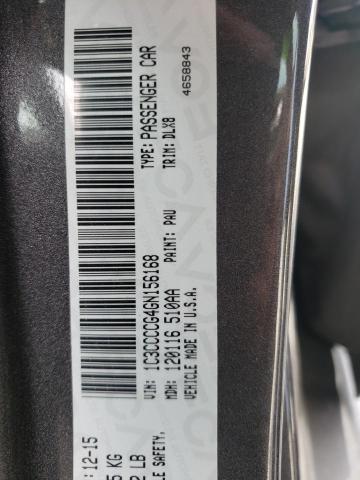 :12-15
KG
LB
LE SAFETY,
VIN: 1C3CCCCG4GN156168
TYPE: PASSENGER CAR
MDH: 120116 510AA
PAINT: PAU
TRIM: DLX8
VEHICLE MADE IN U.S.A.
4658843